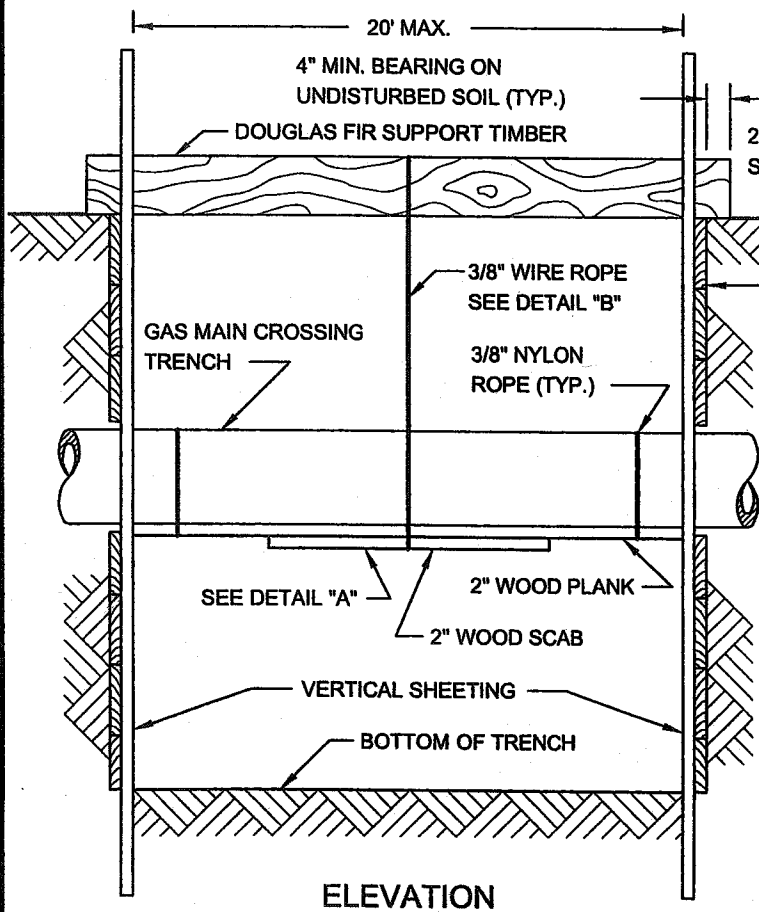 20' MAX.
4" MIN. BEARING ON
UNDISTURBED SOIL (TYP.)
DOUGLAS FIR SUPPORT TIMBER
2
S
3/8" WIRE ROPE
SEE DETAIL "B"
GAS MAIN CROSSING
TRENCH
3/8" NYLON
ROPE (TYP.)
SEE DETAIL "A"
2" WOOD PLANK
2" WOOD SCAB
VERTICAL SHEETING
BOTTOM OF TRENCH
ELEVATION